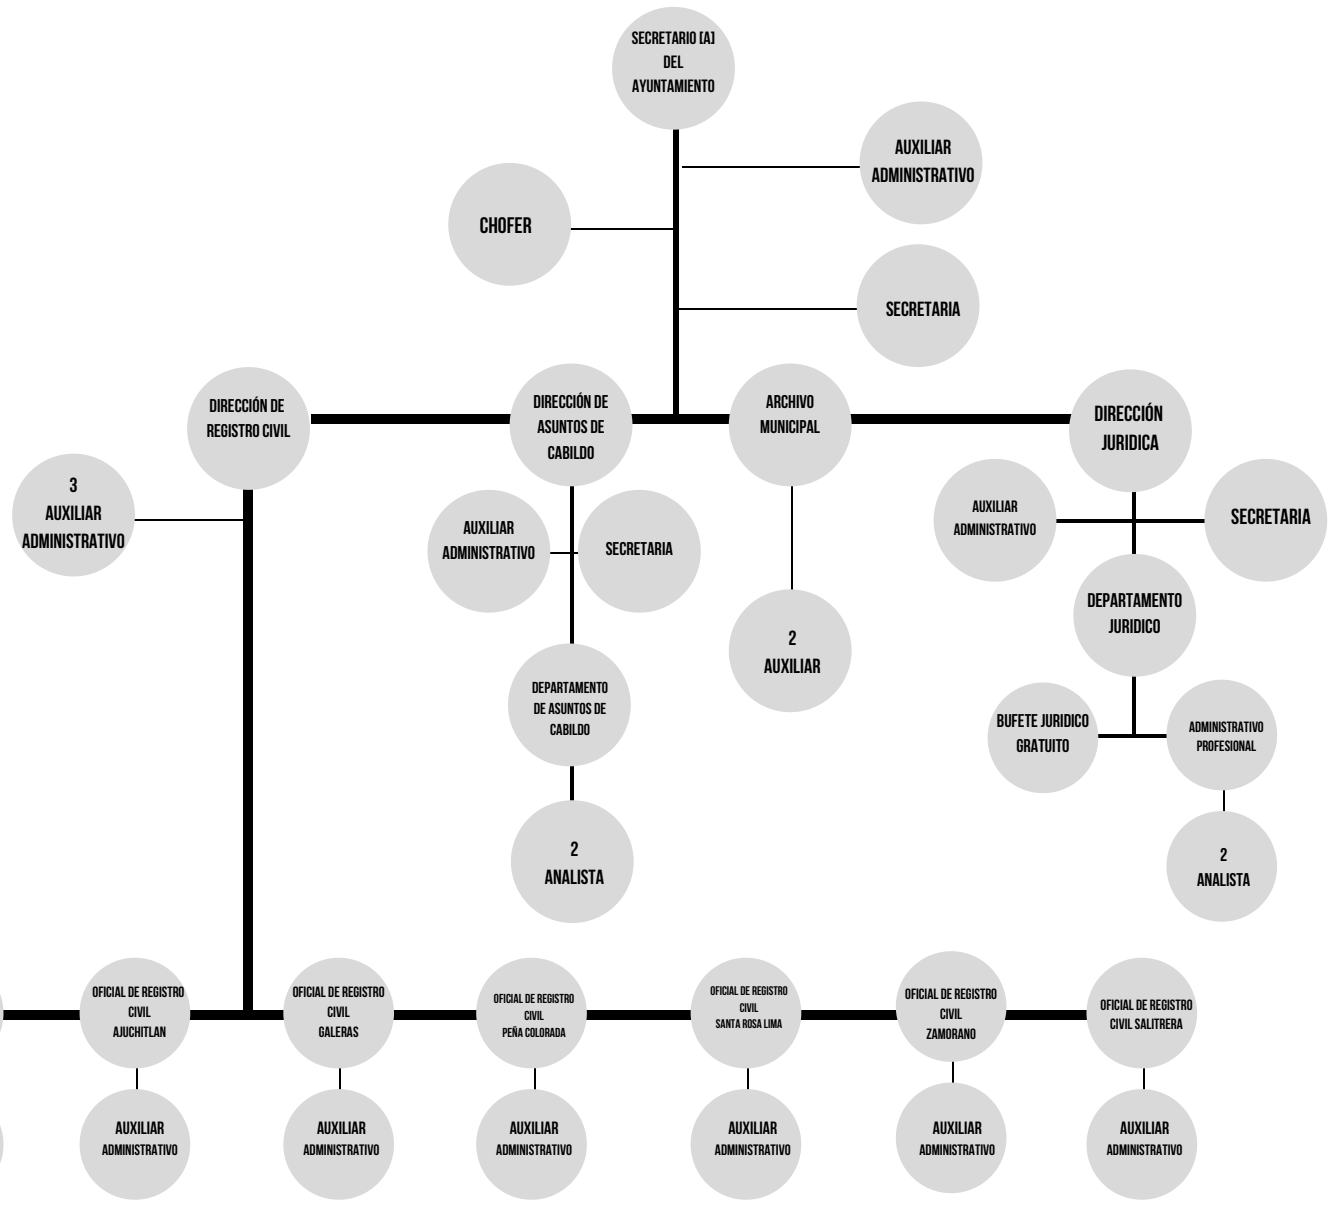 SECRETARIO [A]
DEL
AYUNTAMIENTO
AUXILIAR
ADMINISTRATIVO
CHOFER
SECRETARIA
DIRECCIÓN DE
REGISTRO CIVIL
DIRECCIÓN DE
ASUNTOS DE
CABILDO
ARCHIVO
MUNICIPAL
DIRECCIÓN
JURIDICA
3
AUXILIAR
ADMINISTRATIVO
AUXILIAR
ADMINISTRATIVO
SECRETARIA
AUXILIAR
ADMINISTRATIVO
SECRETARIA
DEPARTAMENTO
JURIDICO
2
AUXILIAR
DEPARTAMENTO
DE ASUNTOS DE
CABILDO
BUFETE JURIDICO
GRATUITO
ADMINISTRATIVO
PROFESIONAL
2
ANALISTA
2
ANALISTA
OFICIAL DE REGISTRO
CIVIL
AJUCHITLAN
OFICIAL DE REGISTRO
CIVIL
GALERAS
OFICIAL DE REGISTRO
CIVIL
PEÑA COLORADA
OFICIAL DE REGISTRO
CIVIL
SANTA ROSA LIMA
OFICIAL DE REGISTRO
CIVIL
ZAMORANO
OFICIAL DE REGISTRO
CIVIL SALITRERA
AUXILIAR
ADMINISTRATIVO
AUXILIAR
ADMINISTRATIVO
AUXILIAR
ADMINISTRATIVO
AUXILIAR
ADMINISTRATIVO
AUXILIAR
ADMINISTRATIVO
AUXILIAR
ADMINISTRATIVO